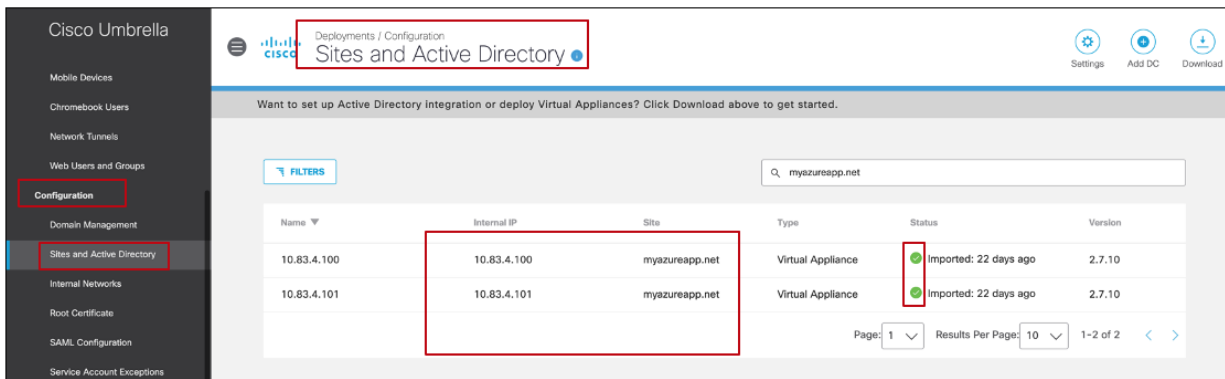 Cisco Umbrella
Mobile Devices
Chromebook Users
Network Tunnels
Web Users and Groups
Configuration
Domain Management
Sites and Active Directory
Internal Networks
Root Certificate
SAML Configuration
Service Account Exceptions
CISCO
Deployments / Configuration
Sites and Active Directory
Settings
Add DC
Download
Want to set up Active Directory integration or deploy Virtual Appliances? Click Download above to get started.
FILTERS
myazureapp.net
Name Internal IP Site Type Status Version
10.83.4.100 10.83.4.100 myazureapp.net Virtual Appliance Imported: 22 days ago 2.7.10
10.83.4.101 10.83.4.101 myazureapp.net Virtual Appliance Imported: 22 days ago 2.7.10
Page: 1 Results Per Page: 10 1-2 of 2 < >